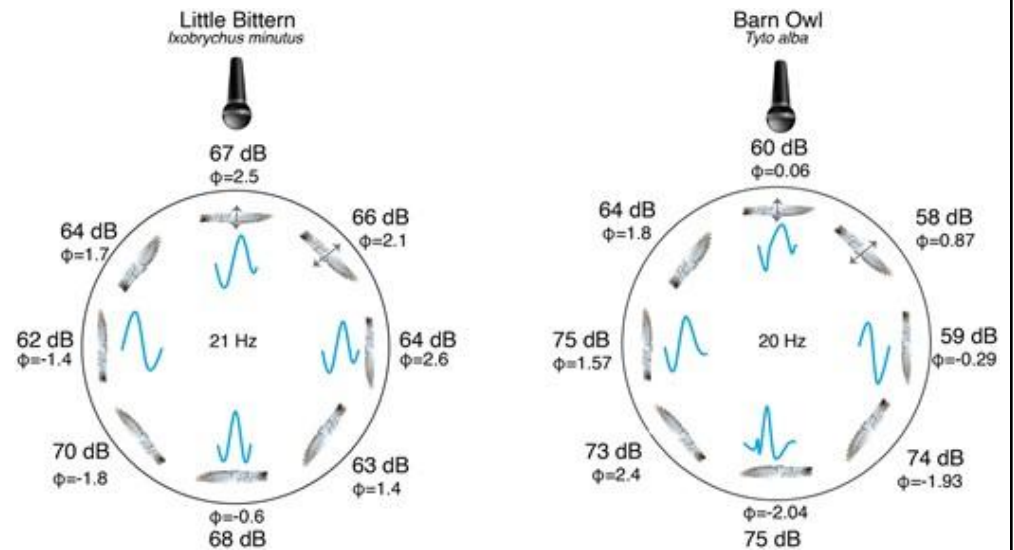 Little Bittern
Ixobrychus minutus
67 dB
ϕ=2.5
64 dB
ϕ=1.7
66 dB
ϕ=2.1
62 dB
ϕ=-1.4
21 Hz
64 dB
ϕ=2.6
70 dB
ϕ=-1.8
63 dB
ϕ=1.4
ϕ=-0.6
68 dB
Barn Owl
Tyto alba
60 dB
ϕ=0.06
64 dB
ϕ=1.8
58 dB
ϕ=0.87
75 dB
ϕ=1.57
20 Hz
59 dB
ϕ=-0.29
73 dB
ϕ=2.4
74 dB
ϕ=-1.93
ϕ=-2.04
75 dB